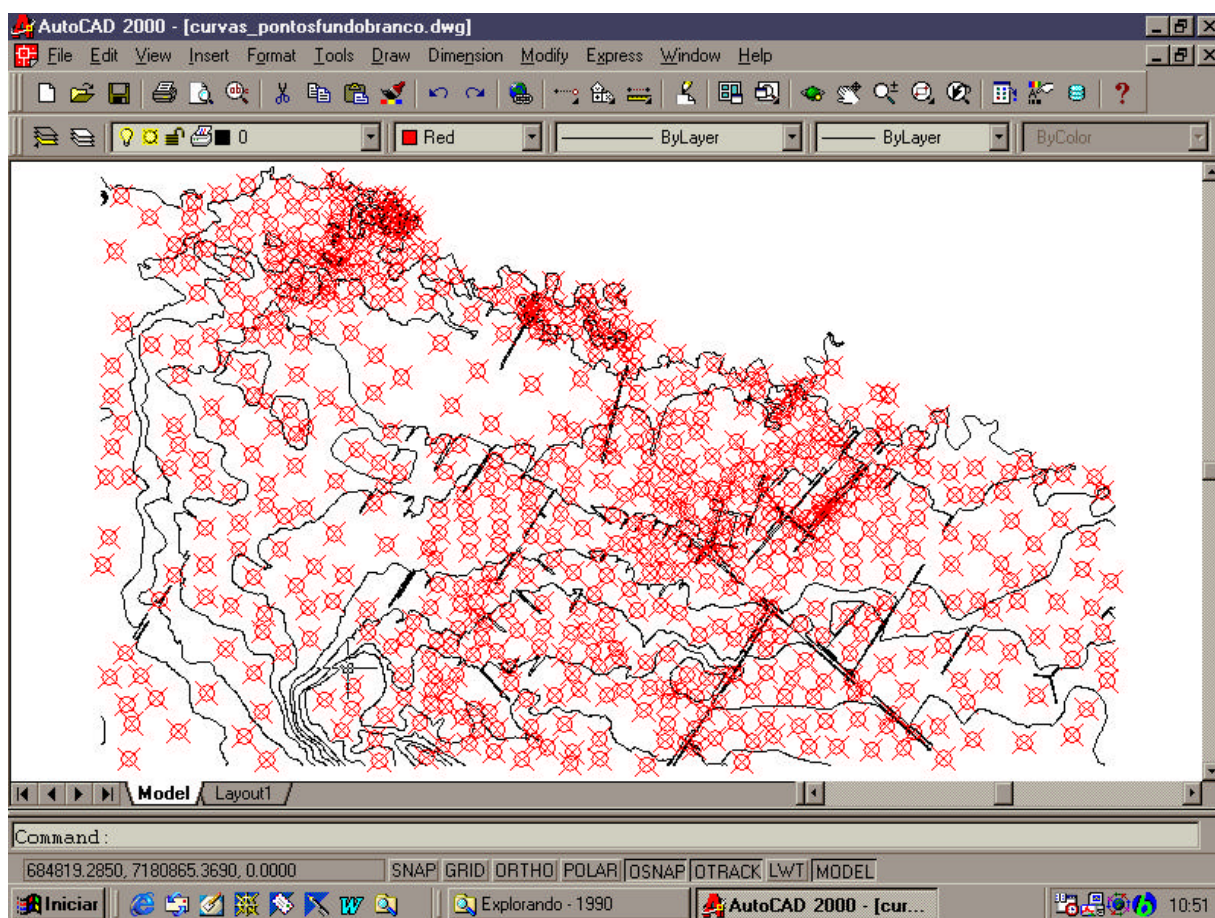 AutoCAD 2000 - [curvas_pontosfundobranco.dwg]
File Edit View Insert Format Tools Draw Dimension Modify Express Window Help
0 Red ByLayer ByLayer ByColor
Model Layout1
Command:
684819.2850, 7180865.3690, 0.0000 SNAP GRID ORTHO POLAR OSNAP OTRACK LWT MODEL
Iniciar Explorando - 1990 AutoCAD 2000 - [cur... 10:51